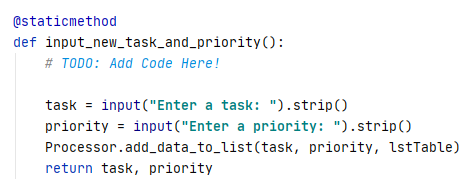 @staticmethod
def input_new_task_and_priority():
    # TODO: Add Code Here!

    task = input("Enter a task: ").strip()
    priority = input("Enter a priority: ").strip()
    Processor.add_data_to_list(task, priority, lstTable)
    return task, priority